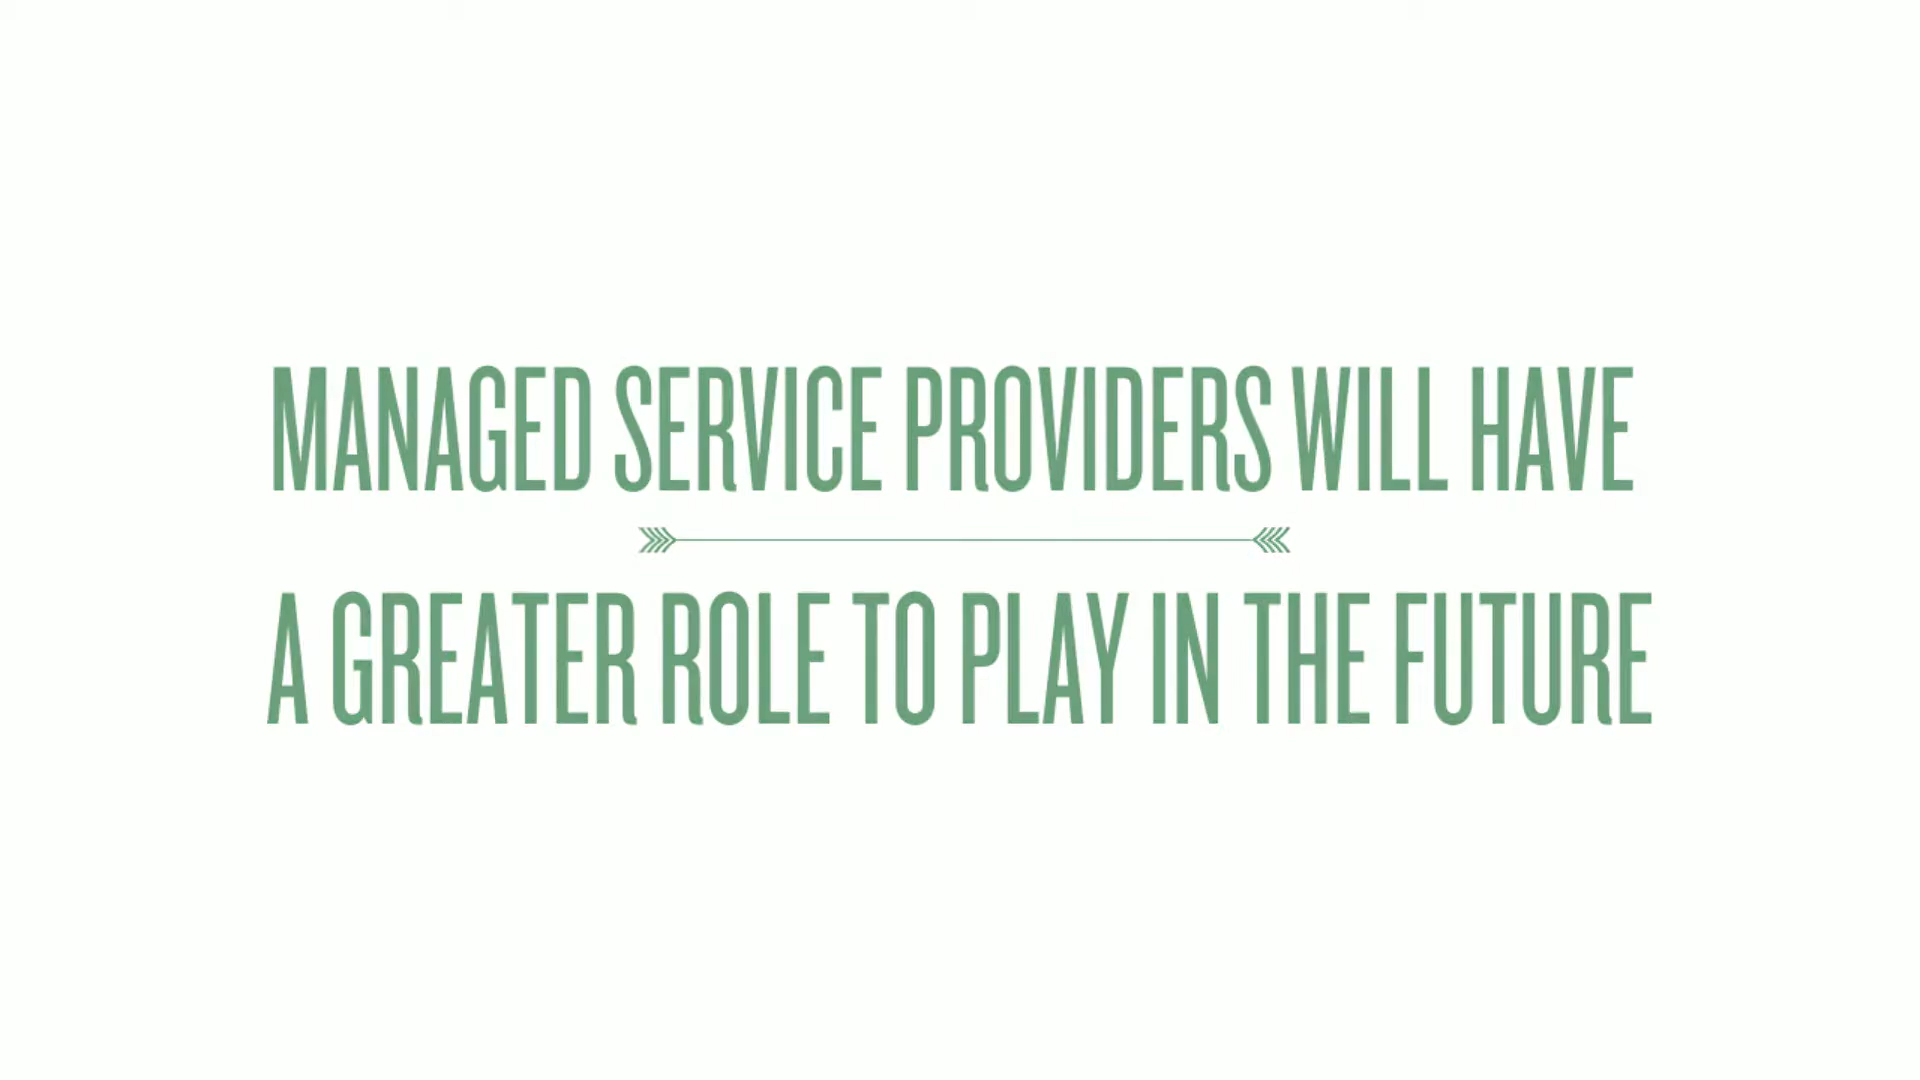 MANAGED SERVICE PROVIDERS WILL HAVE
A GREATER ROLE TO PLAY IN THE FUTURE